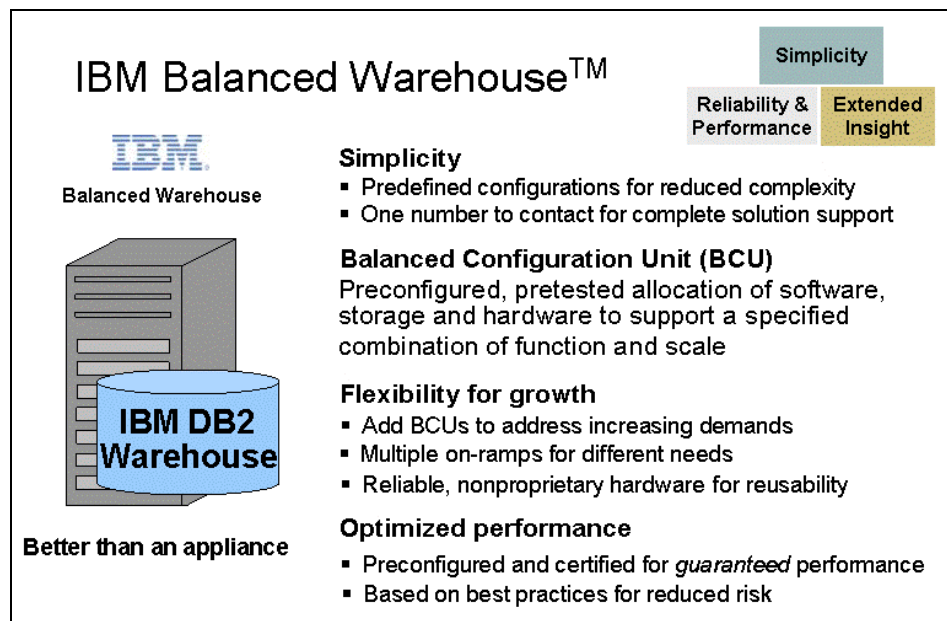 IBM Balanced Warehouse™
Simplicity
Reliability &
Performance
Extended
Insight
IBM®
Balanced Warehouse
IBM DB2
Warehouse
Better than an appliance
Simplicity
▪ Predefined configurations for reduced complexity
▪ One number to contact for complete solution support
Balanced Configuration Unit (BCU)
Preconfigured, pretested allocation of software,
storage and hardware to support a specified
combination of function and scale
Flexibility for growth
▪ Add BCUs to address increasing demands
▪ Multiple on-ramps for different needs
▪ Reliable, nonproprietary hardware for reusability
Optimized performance
▪ Preconfigured and certified for guaranteed performance
▪ Based on best practices for reduced risk